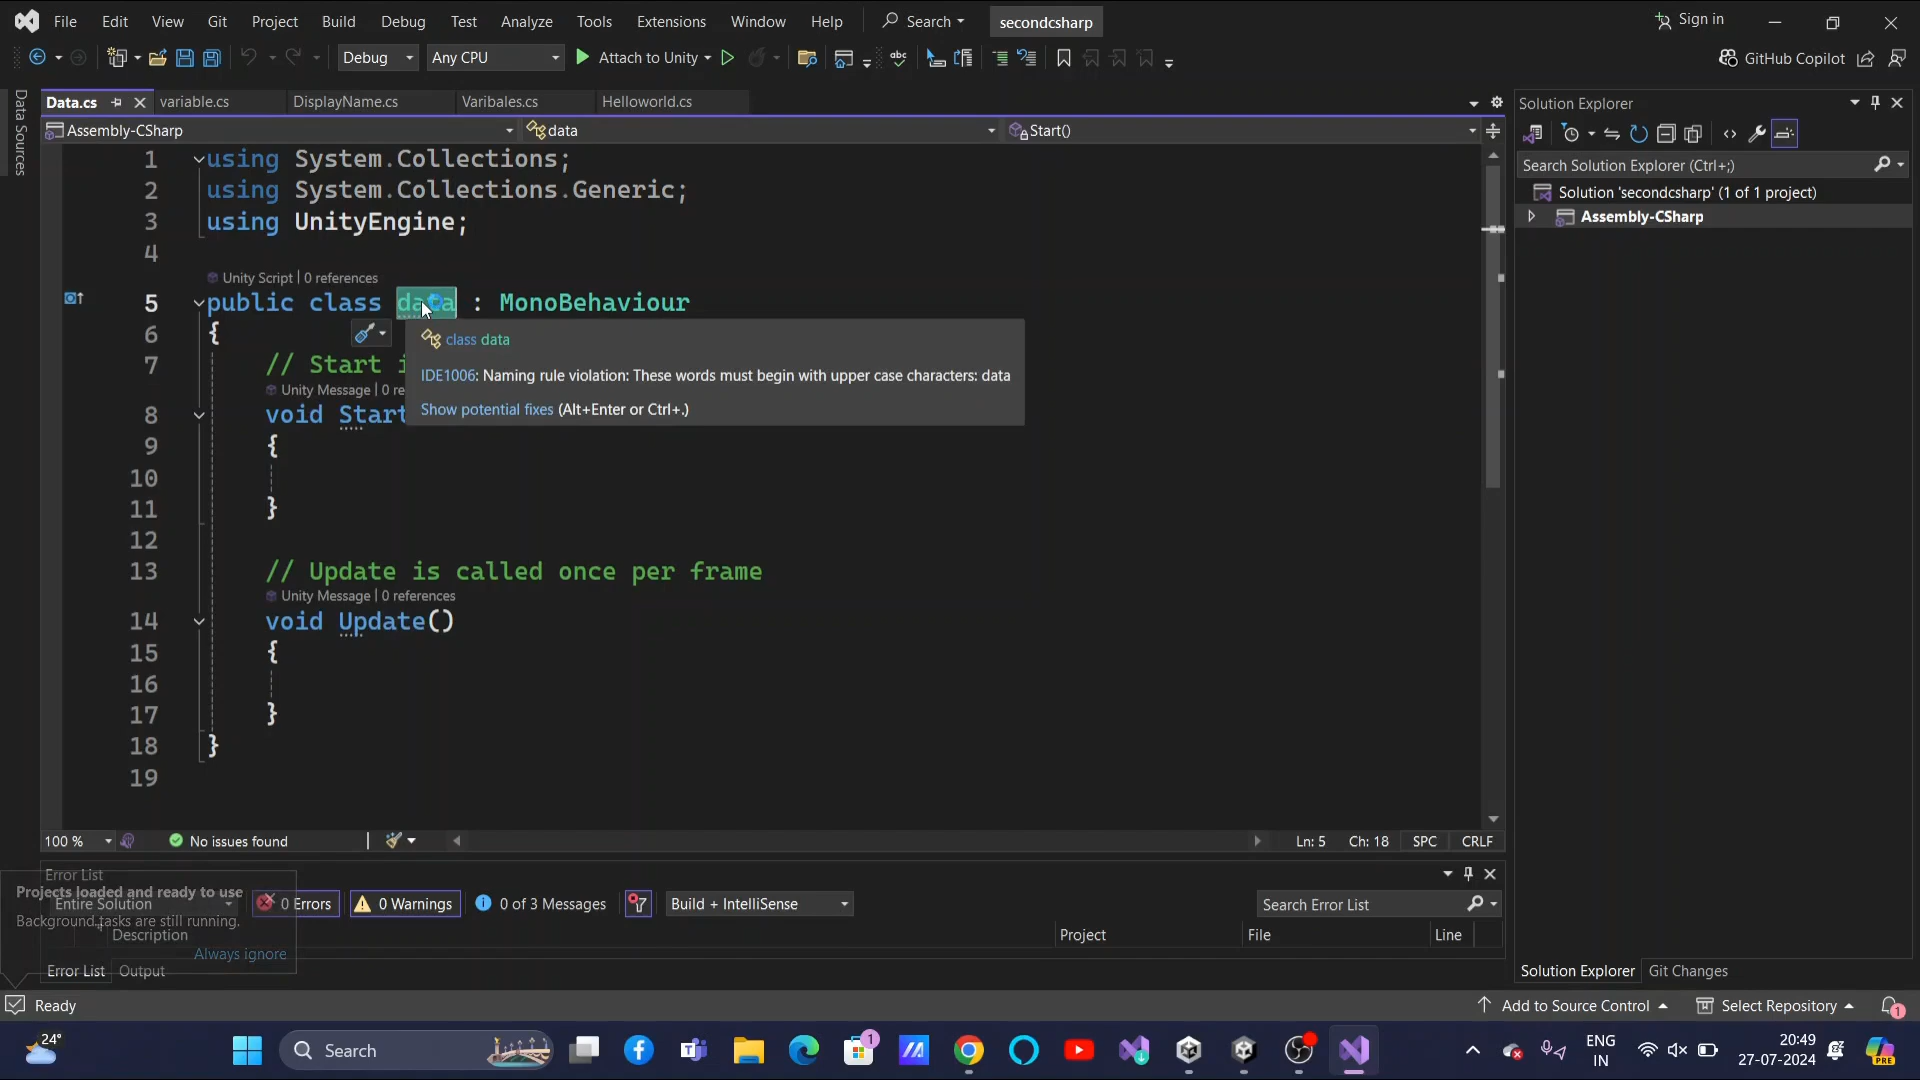 File Edit View Git Project Build Debug Test Analyze Tools Extensions Window Help Search secondcsharp Sign in
Debug Any CPU Attach to Unity abc GitHub Copilot
Data Sources
Data.cs variable.cs DisplayName.cs Varibales.cs Helloworld.cs
Assembly-CSharp data Start()
1 using System.Collections;
2 using System.Collections.Generic;
3 using UnityEngine;
4
Unity Script | 0 references
5 public class data : MonoBehaviour
6 {
class data
7 // Start i
IDE1006: Naming rule violation: These words must begin with upper case characters: data
Unity Message | 0 re
Show potential fixes (Alt+Enter or Ctrl+.)
8 void Start
9 {
10
11 }
12
13 // Update is called once per frame
Unity Message | 0 references
14 void Update()
15 {
16
17 }
18 }
19
100 % No issues found Ln: 5 Ch: 18 SPC CRLF
Error List
Projects loaded and ready to use
Entire Solution 0 Errors 0 Warnings 0 of 3 Messages Build + IntelliSense Search Error List
Background tasks are still running.
Description Project File Line
Always ignore
Error List Output
Solution Explorer
Search Solution Explorer (Ctrl+;)
Solution 'secondcsharp' (1 of 1 project)
Assembly-CSharp
Solution Explorer Git Changes
Ready Add to Source Control Select Repository 1
24° Search 1 ENG IN 20:49 27-07-2024 PRE